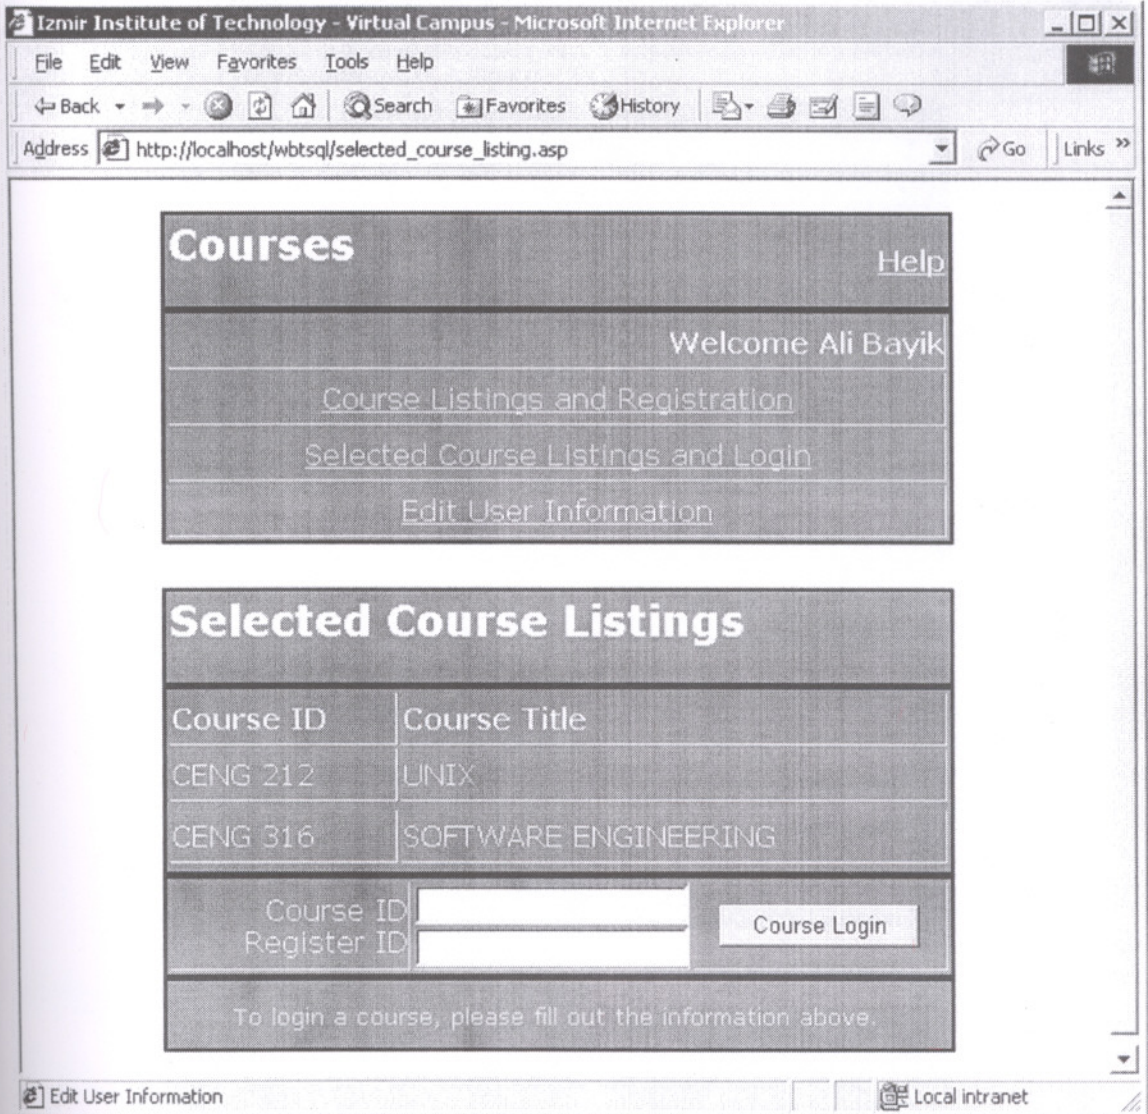 Izmir Institute of Technology - Virtual Campus - Microsoft Internet Explorer
File Edit View Favorites Tools Help
Back Search Favorites History
Address http://localhost/wbtsql/selected_course_listing.asp Go Links »
Courses
Help
Welcome Ali Bayik
Course Listings and Registration
Selected Course Listings and Login
Edit User Information
Selected Course Listings
Course ID Course Title
CENG 212 UNIX
CENG 316 SOFTWARE ENGINEERING
Course ID
Register ID
Course Login
To login a course, please fill out the information above.
Edit User Information Local intranet